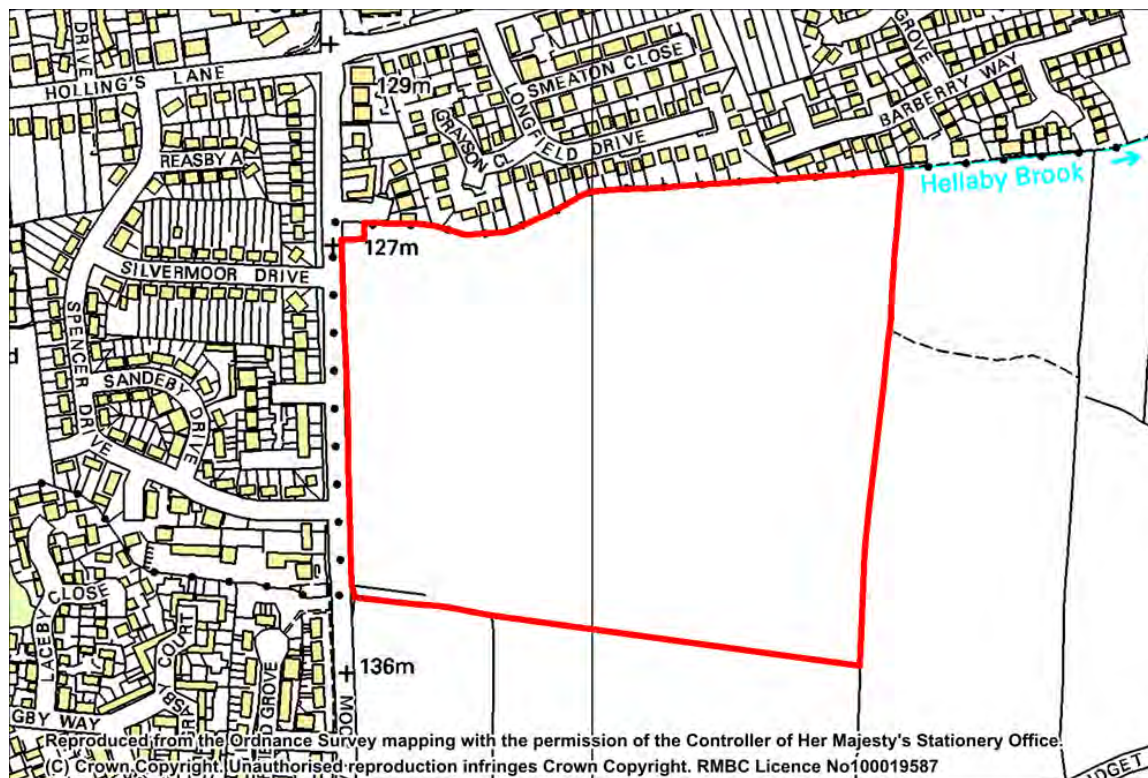 DRIVE
HOLLING'S LANE
129m
SMEATON CLOSE
GROVE
BARBERRY WAY
LONGFIELD DRIVE
GRAYSON CL
REASBY A
Hellaby Brook
127m
SILVERMOOR DRIVE
SPENCER DRIVE
SANDEBY DRIVE
LACEBY CLOSE
COURT
136m
GBY WAY
Reproduced from the Ordnance Survey mapping with the permission of the Controller of Her Majesty's Stationery Office.
(C) Crown Copyright. Unauthorised reproduction infringes Crown Copyright. RMBC Licence No100019587